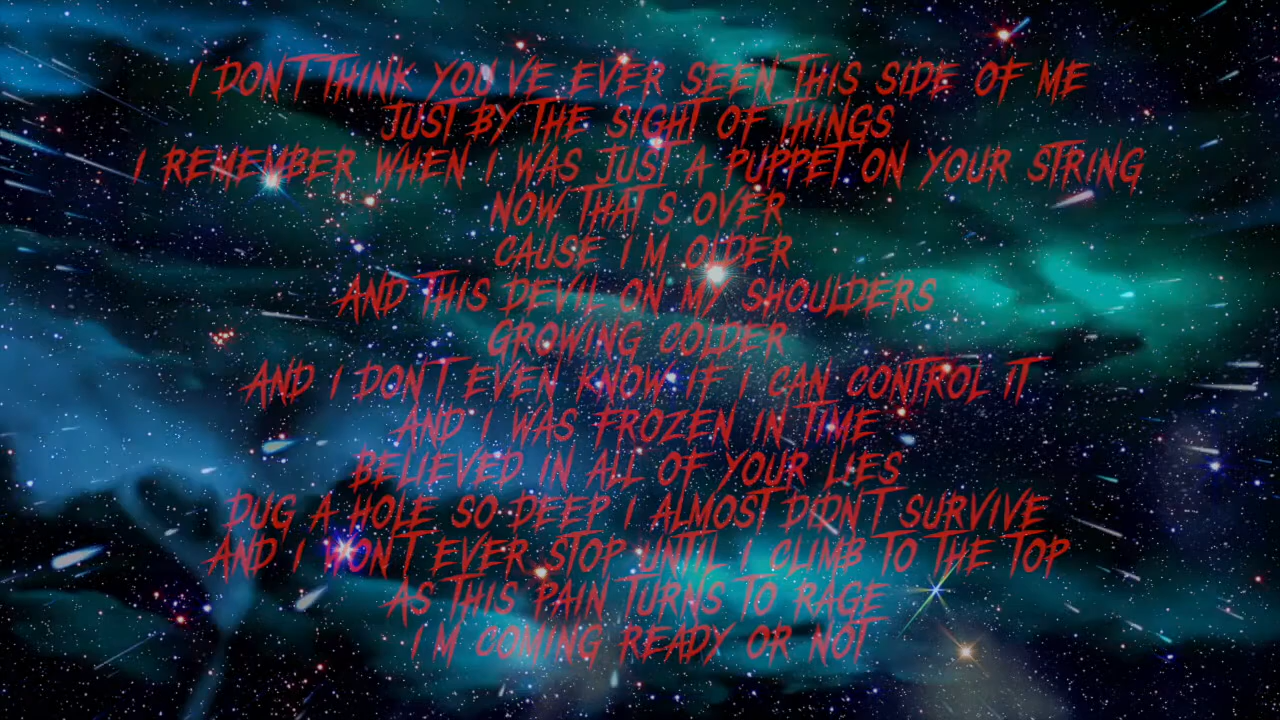 I DON'T THINK YOU'VE EVER SEEN THIS SIDE OF ME
JUST BY THE SIGHT OF THINGS
I REMEMBER WHEN I WAS JUST A PUPPET ON YOUR STRING
NOW THAT S OVER
CAUSE I M OLDER
AND THIS DEVIL ON MY SHOULDERS
GROWING COLDER
AND I DON T EVEN KNOW IF I CAN CONTROL IT
AND I WAS FROZEN IN TIME
BELIEVED IN ALL OF YOUR LIES
DUG A HOLE SO DEEP I ALMOST DIDN T SURVIVE
AND I WON T EVER STOP UNTIL I CLIMB TO THE TOP
AS THIS PAIN TURNS TO RAGE
I M COMING READY OR NOT